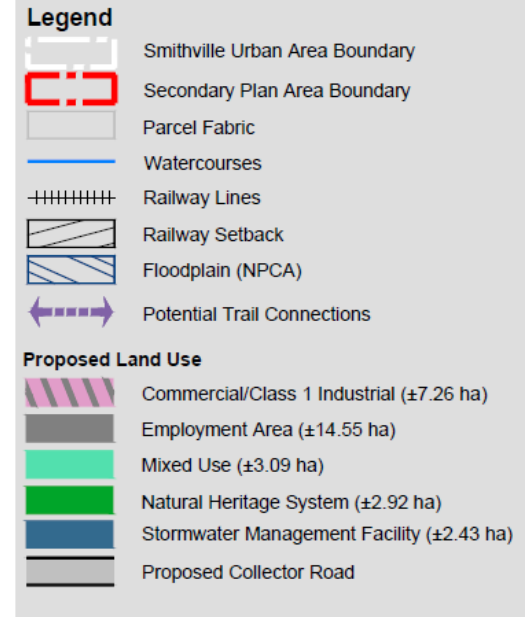 Legend
Smithville Urban Area Boundary
Secondary Plan Area Boundary
Parcel Fabric
Watercourses
Railway Lines
Railway Setback
Floodplain (NPCA)
Potential Trail Connections
Proposed Land Use
Commercial/Class 1 Industrial (±7.26 ha)
Employment Area (±14.55 ha)
Mixed Use (±3.09 ha)
Natural Heritage System (±2.92 ha)
Stormwater Management Facility (±2.43 ha)
Proposed Collector Road